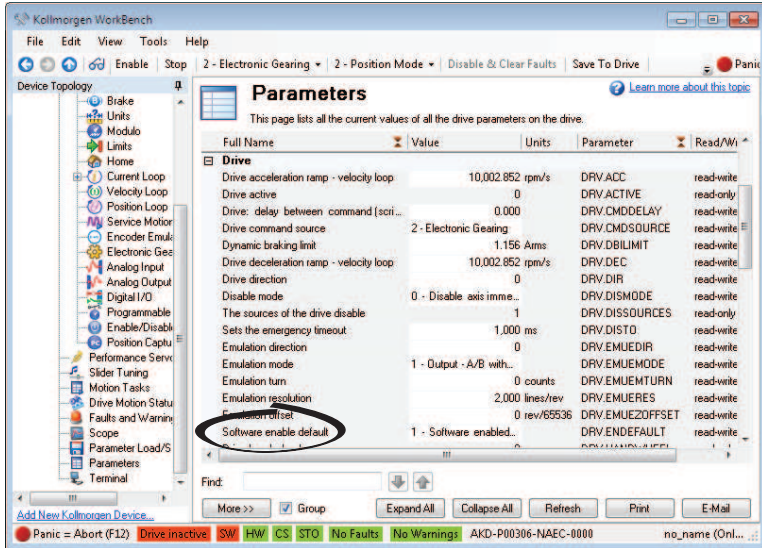 Kollmorgen WorkBench
File Edit View Tools Help
Enable Stop 2 - Electronic Gearing 2 - Position Mode Disable & Clear Faults Save To Drive Panic
Device Topology
Brake
Units
Modulo
Limits
Home
Current Loop
Velocity Loop
Position Loop
Service Motion
Encoder Emula
Electronic Gea
Analog Input
Analog Output
Digital I/O
Programmable
Enable/Disabl
Position Captu
Performance Servo
Slider Tuning
Motion Tasks
Drive Motion Statu
Faults and Warning
Scope
Parameter Load/S
Parameters
Terminal
Add New Kollmorgen Device...
Parameters
Learn more about this topic
This page lists all the current values of all the drive parameters on the drive.
Full Name Value Units Parameter Read/Wi
Drive
Drive acceleration ramp - velocity loop 10,002.852 rpm/s DRV.ACC read-write
Drive active 0 DRV.ACTIVE read-only
Drive: delay between command (scri... 0.000 DRV.CMDDELAY read-write
Drive command source 2 - Electronic Gearing DRV.CMDSOURCE read-write
Dynamic braking limit 1.156 Arms DRV.DBILIMIT read-write
Drive deceleration ramp - velocity loop 10,002.852 rpm/s DRV.DEC read-write
Drive direction 0 DRV.DIR read-write
Disable mode 0 - Disable axis imme... DRV.DISMODE read-write
The sources of the drive disable 1 DRV.DISSOURCES read-only
Sets the emergency timeout 1,000 ms DRV.DISTO read-write
Emulation direction 0 DRV.EMUEDIR read-write
Emulation mode 1 - Output - A/B with... DRV.EMUEMODE read-write
Emulation turn 0 counts DRV.EMUEMTURN read-write
Emulation resolution 2,000 lines/rev DRV.EMUERES read-write
Emulation offset 0 rev/65536 DRV.EMUEZOFFSET read-write
Software enable default 1 - Software enabled... DRV.ENDEFAULT read-write
Find:
More >> Group Expand All Collapse All Refresh Print E-Mail
Panic = Abort (F12) Drive inactive SW HW CS STO No Faults No Warnings AKD-P00306-NAEC-0000 no_name (Onl...